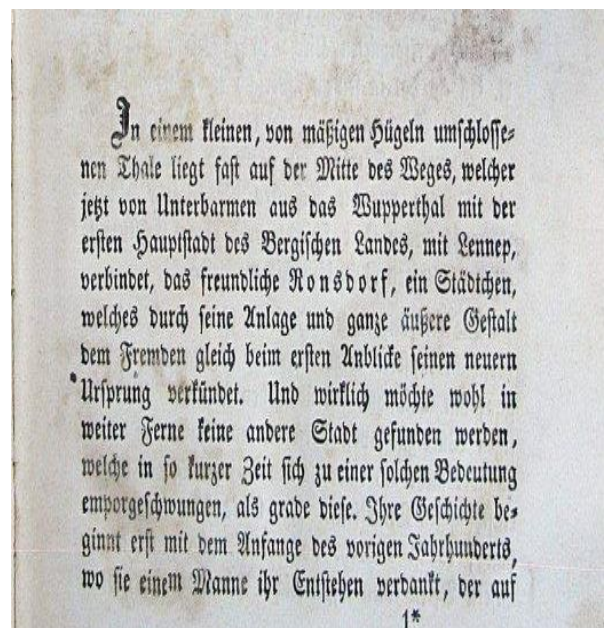 In einem kleinen, von mäßigen Hügeln umschlosse-
nen Thale liegt fast auf der Mitte des Weges, welcher
jetzt von Unterbarmen aus das Wupperthal mit der
ersten Hauptstadt des Bergischen Landes, mit Lennep,
verbindet, das freundliche Ronsdorf, ein Städtchen,
welches durch seine Anlage und ganze äußere Gestalt
dem Fremden gleich beim ersten Anblicke seinen neuern
Ursprung verkündet. Und wirklich möchte wohl in
weiter Ferne keine andere Stadt gefunden werden,
welche in so kurzer Zeit sich zu einer solchen Bedeutung
emporgeschwungen, als grade diese. Ihre Geschichte be-
ginnt erst mit dem Anfange des vorigen Jahrhunderts,
wo sie einem Manne ihr Entstehen verdankt, der auf
1*